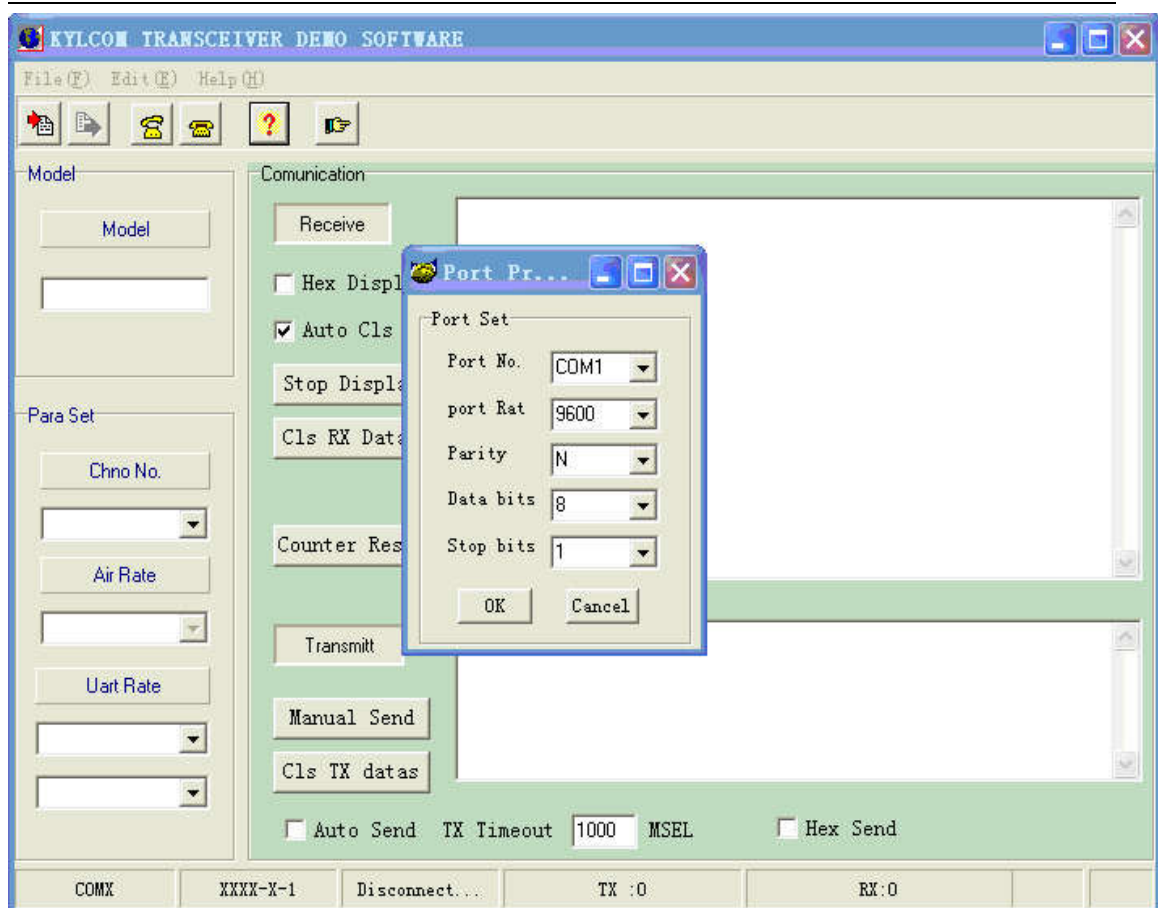 KYLCOM TRANSCEIVER DEMO SOFTWARE
File(F) Edit(E) Help(H)
Model
Model
Para Set
Chno No.
Air Rate
Uart Rate
Comunication
Receive
Hex Displ
Auto Cls
Stop Displa
Cls RX Data
Counter Res
Transmitt
Manual Send
Cls TX datas
Auto Send TX Timeout 1000 MSEL Hex Send
Port Pr...
Port Set
Port No. COM1
port Rat 9600
Parity N
Data bits 8
Stop bits 1
OK Cancel
COMX XXXX-X-1 Disconnect... TX :0 RX:0